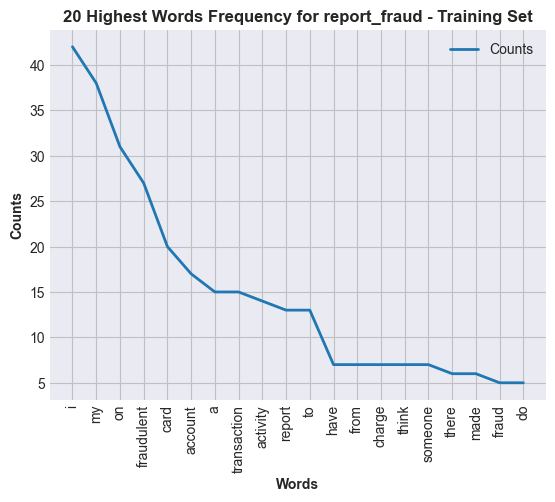 20 Highest Words Frequency for report_fraud - Training Set
Counts
Counts
40
35
30
25
20
15
10
5
i
my
on
fraudulent
card
account
a
transaction
activity
report
to
have
from
charge
think
someone
there
made
fraud
do
Words